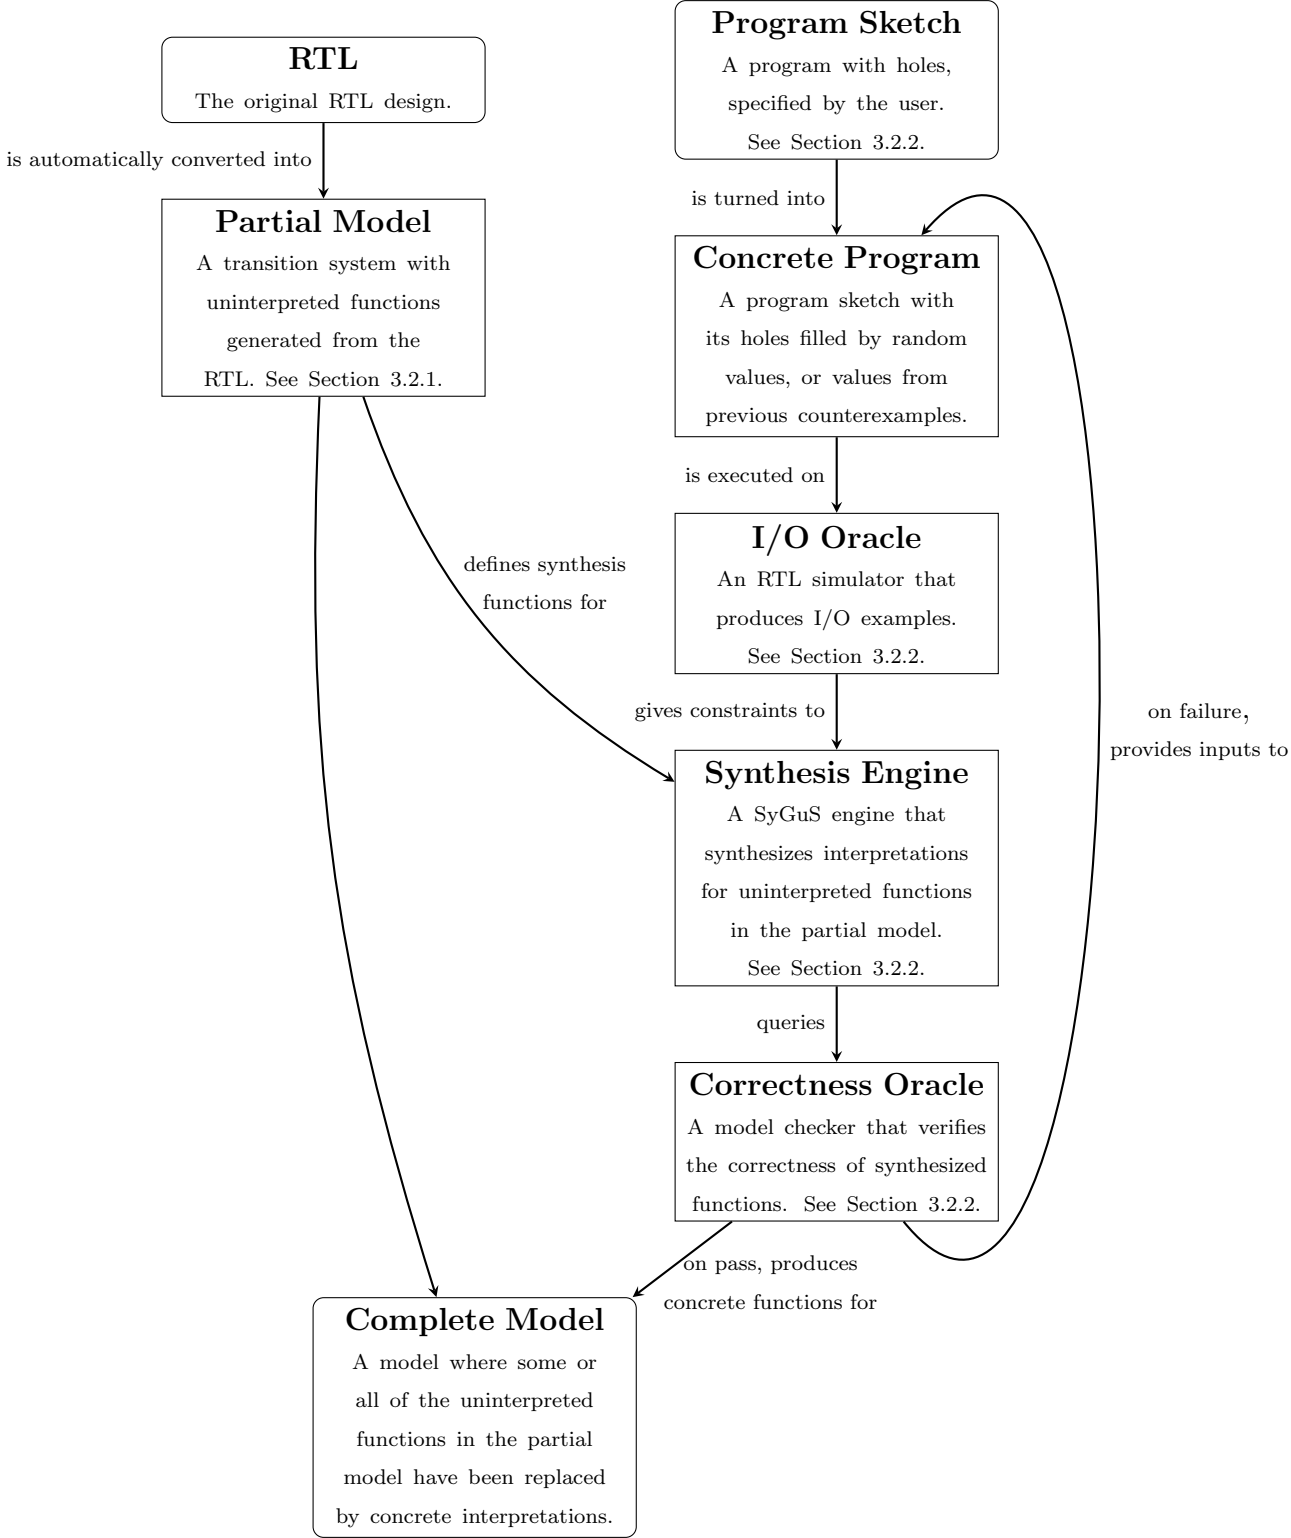 RTL
The original RTL design.
is automatically converted into
Partial Model
A transition system with
uninterpreted functions
generated from the
RTL. See Section 3.2.1.
Program Sketch
A program with holes,
specified by the user.
See Section 3.2.2.
is turned into
Concrete Program
A program sketch with
its holes filled by random
values, or values from
previous counterexamples.
is executed on
I/O Oracle
An RTL simulator that
produces I/O examples.
See Section 3.2.2.
defines synthesis
functions for
gives constraints to
Synthesis Engine
A SyGuS engine that
synthesizes interpretations
for uninterpreted functions
in the partial model.
See Section 3.2.2.
queries
Correctness Oracle
A model checker that verifies
the correctness of synthesized
functions. See Section 3.2.2.
on failure,
provides inputs to
on pass, produces
concrete functions for
Complete Model
A model where some or
all of the uninterpreted
functions in the partial
model have been replaced
by concrete interpretations.